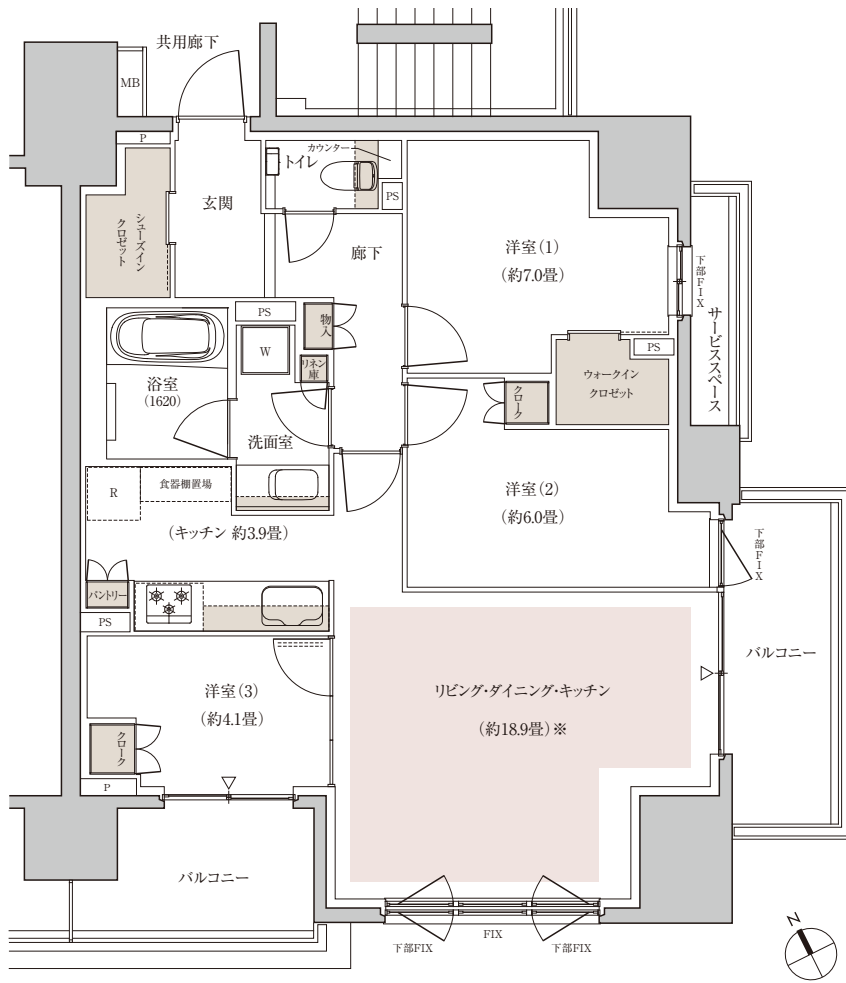 共用廊下
MB
P
カウンター
トイレ
PS
玄関
シューズイン
クロゼット
廊下
洋室(1)
(約7.0畳)
下部FIX
サービススペース
PS
物入
W
リネン
庫
PS
ウォークイン
クロゼット
クローク
浴室
(1620)
洗面室
R
食器棚置場
(キッチン 約3.9畳)
洋室(2)
(約6.0畳)
下部FIX
パントリー
PS
バルコニー
洋室(3)
(約4.1畳)
リビング・ダイニング・キッチン
(約18.9畳)※
クローク
P
バルコニー
下部FIX
FIX
下部FIX
N